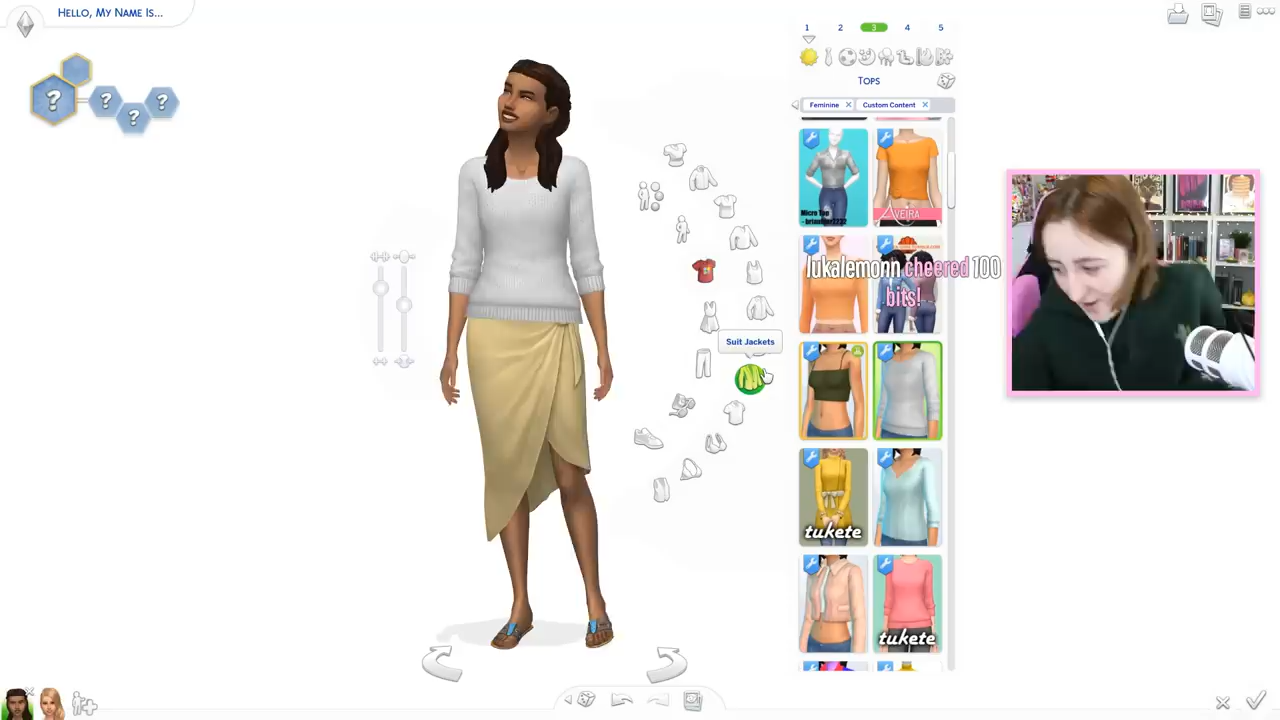 Hello, My Name Is...
1 2 3 4 5
Tops
Feminine
Custom Content
AVEIRA
lukalemonn cheered 100
bits!
Suit Jackets
tukete
tukete